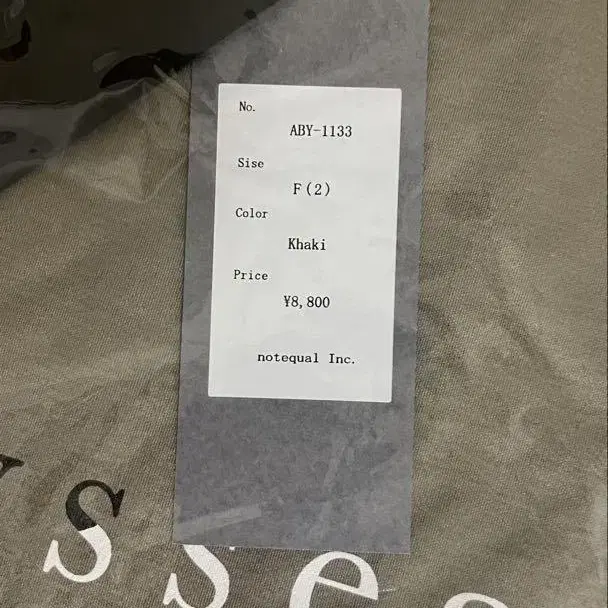 No.
ABY-1133
Sise
F(2)
Color
Khaki
Price
¥8,800
notequal Inc.